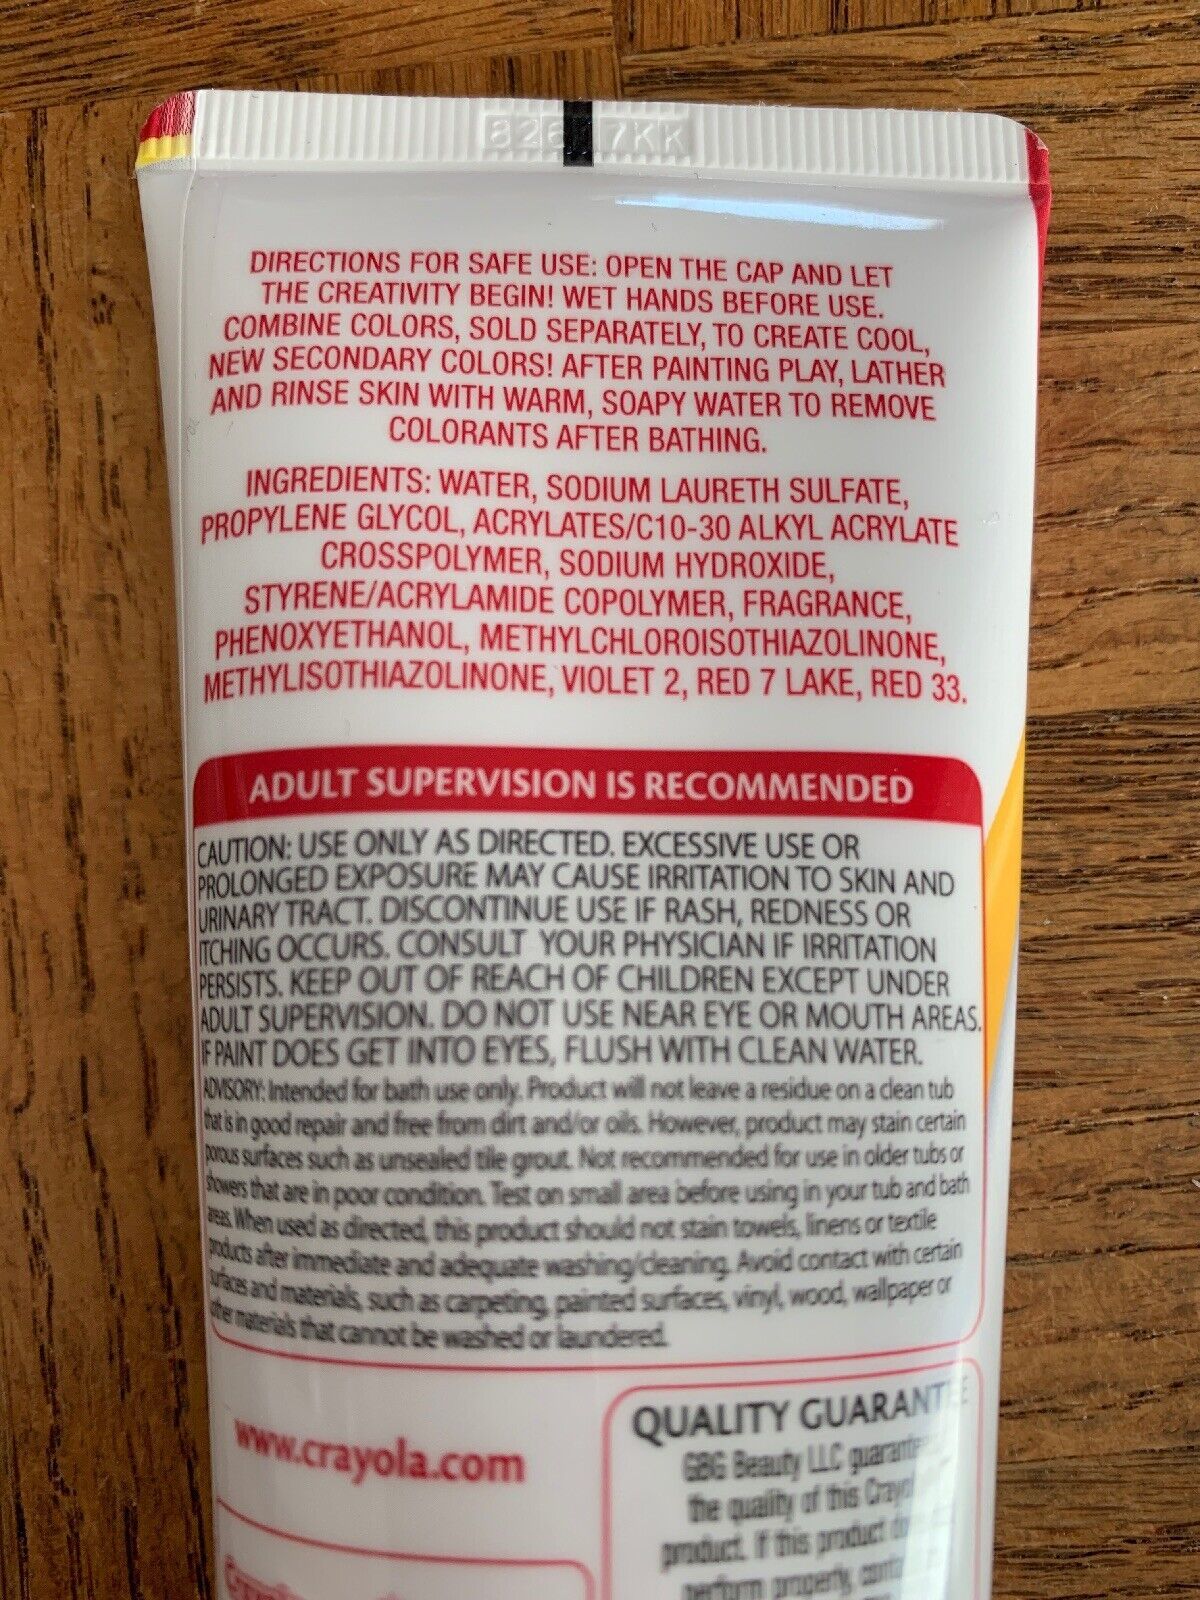 826 7KK
DIRECTIONS FOR SAFE USE: OPEN THE CAP AND LET
THE CREATIVITY BEGIN! WET HANDS BEFORE USE.
COMBINE COLORS, SOLD SEPARATELY, TO CREATE COOL,
NEW SECONDARY COLORS! AFTER PAINTING PLAY, LATHER
AND RINSE SKIN WITH WARM, SOAPY WATER TO REMOVE
COLORANTS AFTER BATHING.
INGREDIENTS: WATER, SODIUM LAURETH SULFATE,
PROPYLENE GLYCOL, ACRYLATES/C10-30 ALKYL ACRYLATE
CROSSPOLYMER, SODIUM HYDROXIDE,
STYRENE/ACRYLAMIDE COPOLYMER, FRAGRANCE,
PHENOXYETHANOL, METHYLCHLOROISOTHIAZOLINONE,
METHYLISOTHIAZOLINONE, VIOLET 2, RED 7 LAKE, RED 33.
ADULT SUPERVISION IS RECOMMENDED
CAUTION: USE ONLY AS DIRECTED. EXCESSIVE USE OR
PROLONGED EXPOSURE MAY CAUSE IRRITATION TO SKIN AND
URINARY TRACT. DISCONTINUE USE IF RASH, REDNESS OR
ITCHING OCCURS. CONSULT YOUR PHYSICIAN IF IRRITATION
PERSISTS. KEEP OUT OF REACH OF CHILDREN EXCEPT UNDER
ADULT SUPERVISION. DO NOT USE NEAR EYE OR MOUTH AREAS.
IF PAINT DOES GET INTO EYES, FLUSH WITH CLEAN WATER.
ADVISORY: Intended for bath use only. Product will not leave a residue on a clean tub
that is in good repair and free from dirt and/or oils. However, product may stain certain
porous surfaces such as unsealed tile grout. Not recommended for use in older tubs or
showers that are in poor condition. Test on small area before using in your tub and bath
areas. When used as directed, this product should not stain towels, linens or textile
products after immediate and adequate washing/cleaning. Avoid contact with certain
surfaces and materials, such as carpeting, painted surfaces, vinyl, wood, wallpaper or
other materials that cannot be washed or laundered.
www.crayola.com
QUALITY GUARANTEE
GBG Beauty LLC
the quality of this
product. If this product
perform properly,